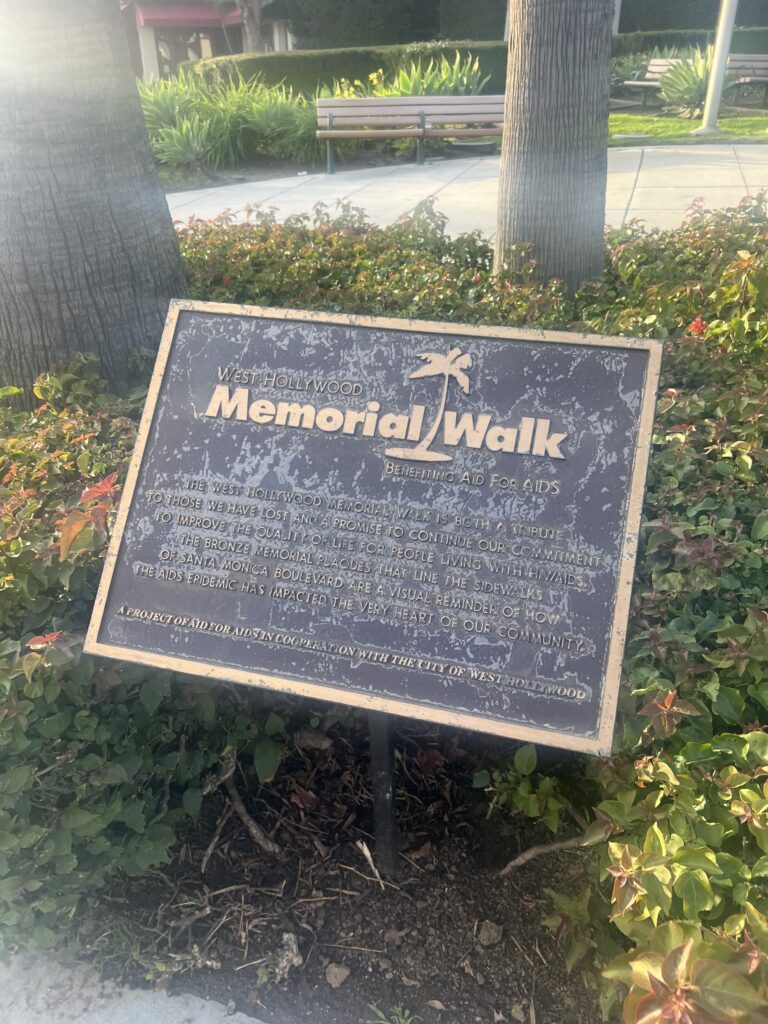 WEST HOLLYWOOD
Memorial Walk
BENEFITING AID FOR AIDS
THE WEST HOLLYWOOD MEMORIAL WALK IS BOTH A TRIBUTE
TO THOSE WE HAVE LOST AND A PROMISE TO CONTINUE OUR COMMITMENT
TO IMPROVE THE QUALITY OF LIFE FOR PEOPLE LIVING WITH HIV/AIDS.
THE BRONZE MEMORIAL PLAQUES THAT LINE THE SIDEWALKS
OF SANTA MONICA BOULEVARD ARE A VISUAL REMINDER OF HOW
THE AIDS EPIDEMIC HAS IMPACTED THE VERY HEART OF OUR COMMUNITY.
A PROJECT OF AID FOR AIDS IN COOPERATION WITH THE CITY OF WEST HOLLYWOOD